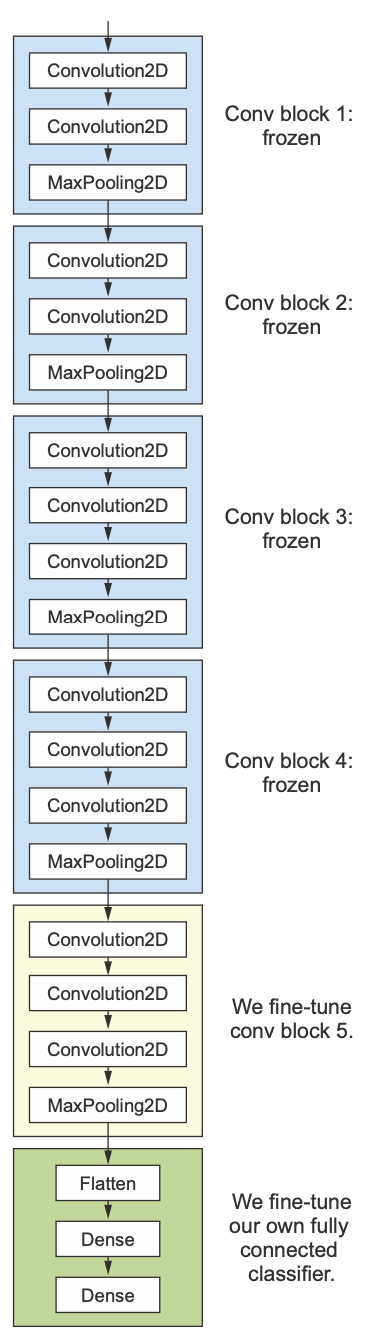 Convolution2D
Convolution2D
MaxPooling2D
Conv block 1:
frozen
Convolution2D
Convolution2D
MaxPooling2D
Conv block 2:
frozen
Convolution2D
Convolution2D
Convolution2D
MaxPooling2D
Conv block 3:
frozen
Convolution2D
Convolution2D
Convolution2D
MaxPooling2D
Conv block 4:
frozen
Convolution2D
Convolution2D
Convolution2D
MaxPooling2D
We fine-tune
conv block 5.
Flatten
Dense
Dense
We fine-tune
our own fully
connected
classifier.